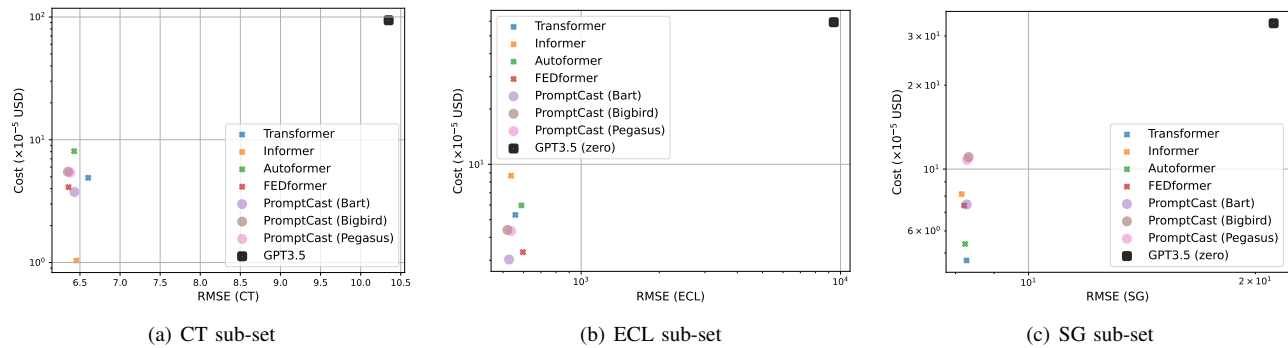 10²
10¹
10⁰
Cost (×10⁻⁵ USD)
6.5 7.0 7.5 8.0 8.5 9.0 9.5 10.0 10.5
RMSE (CT)
Transformer
Informer
Autoformer
FEDformer
PromptCast (Bart)
PromptCast (Bigbird)
PromptCast (Pegasus)
GPT3.5
(a) CT sub-set
10¹
Cost (×10⁻⁵ USD)
10³ 10⁴
RMSE (ECL)
Transformer
Informer
Autoformer
FEDformer
PromptCast (Bart)
PromptCast (Bigbird)
PromptCast (Pegasus)
GPT3.5 (zero)
(b) ECL sub-set
3 × 10¹
10¹
6 × 10⁰
Cost (×10⁻⁵ USD)
10¹ 2 × 10¹
RMSE (SG)
Transformer
Informer
Autoformer
FEDformer
PromptCast (Bart)
PromptCast (Bigbird)
PromptCast (Pegasus)
GPT3.5 (zero)
(c) SG sub-set